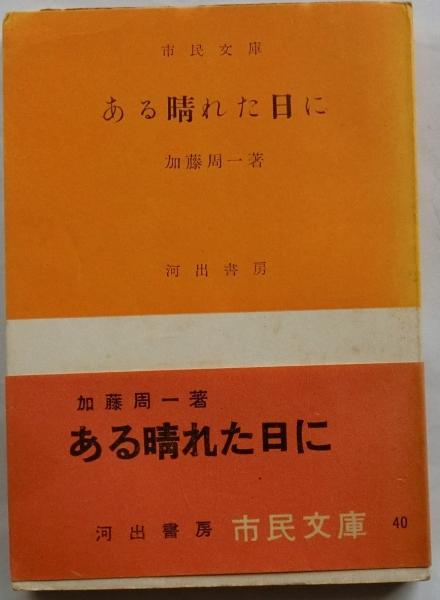 市民文庫
ある晴れた日に
加藤周一著
河出書房
加藤周一著
ある晴れた日に
河出書房 市民文庫 40